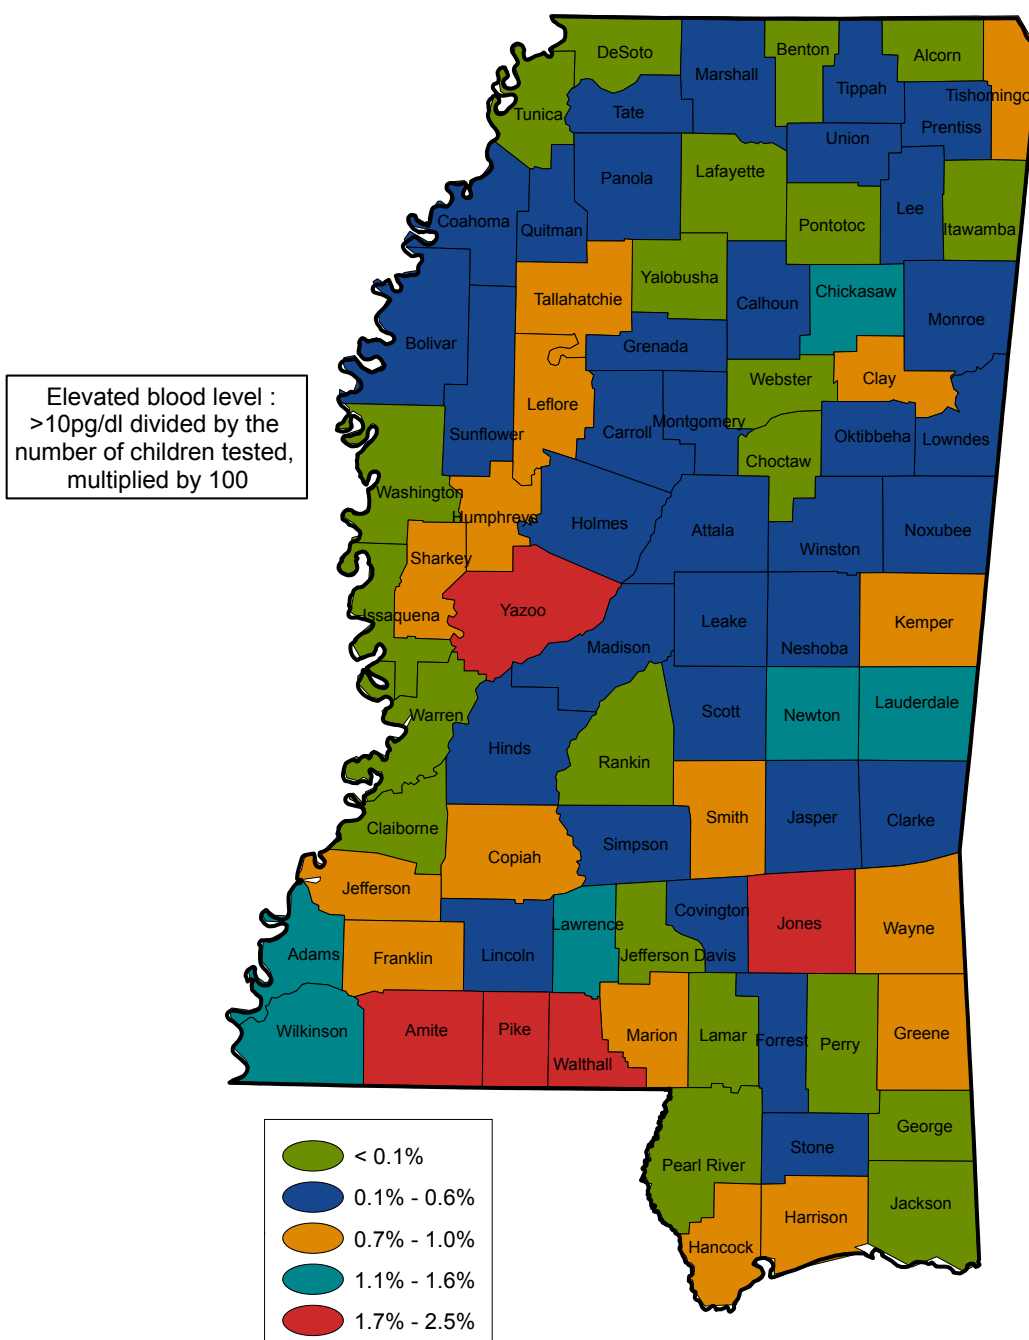 DeSoto
Benton
Alcorn
Marshall
Tippah
Tishomingo
Tunica
Tate
Prentiss
Union
Panola
Lafayette
Lee
Coahoma
Quitman
Pontotoc
Itawamba
Yalobusha
Chickasaw
Tallahatchie
Calhoun
Monroe
Bolivar
Grenada
Webster
Clay
Elevated blood level :
>10pg/dl divided by the
number of children tested,
multiplied by 100
Leflore
Montgomery
Sunflower
Carroll
Oktibbeha
Lowndes
Choctaw
Washington
Humphreys
Holmes
Attala
Noxubee
Winston
Sharkey
Yazoo
Issaquena
Leake
Kemper
Madison
Neshoba
Warren
Scott
Newton
Lauderdale
Hinds
Rankin
Claiborne
Smith
Jasper
Clarke
Simpson
Copiah
Jefferson
Covington
Lawrence
Jones
Wayne
Adams
Franklin
Lincoln
Jefferson Davis
Wilkinson
Amite
Pike
Walthall
Marion
Lamar
Forrest
Perry
Greene
George
Stone
Pearl River
Jackson
Harrison
Hancock
< 0.1%
0.1% - 0.6%
0.7% - 1.0%
1.1% - 1.6%
1.7% - 2.5%